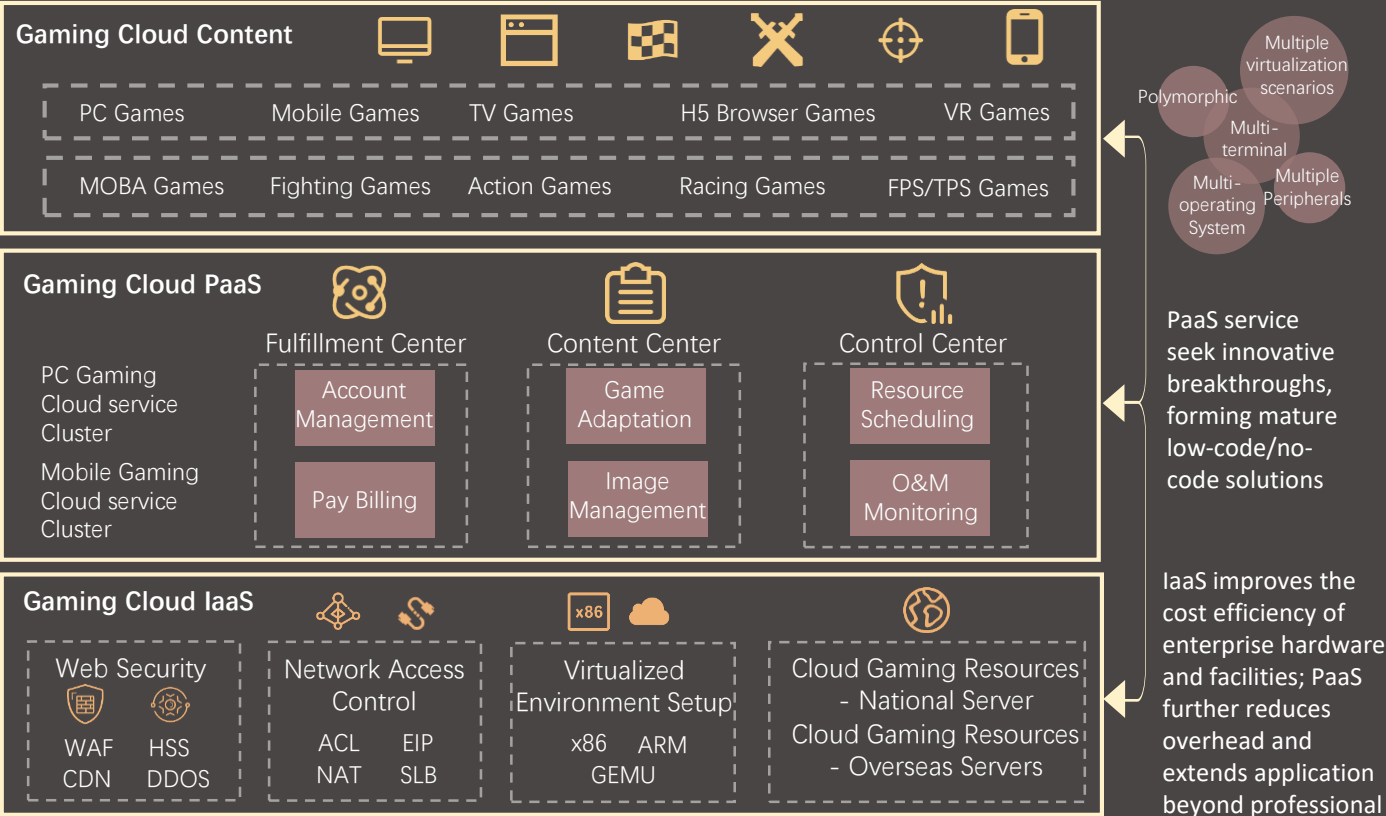 Gaming Cloud Content
PC Games
Mobile Games
TV Games
H5 Browser Games
VR Games
MOBA Games
Fighting Games
Action Games
Racing Games
FPS/TPS Games
Gaming Cloud PaaS
Fulfillment Center
Content Center
Control Center
PC Gaming
Cloud service
Cluster
Mobile Gaming
Cloud service
Cluster
Account
Management
Pay Billing
Game
Adaptation
Image
Management
Resource
Scheduling
O&M
Monitoring
Gaming Cloud IaaS
x86
Web Security
WAF
HSS
CDN
DDOS
Network Access
Control
ACL
EIP
NAT
SLB
Virtualized
Environment Setup
x86
ARM
GEMU
Cloud Gaming Resources
- National Server
Cloud Gaming Resources
- Overseas Servers
Multiple
virtualization
scenarios
Polymorphic
Multi-
terminal
Multi-
operating
System
Multiple
Peripherals
PaaS service
seek innovative
breakthroughs,
forming mature
low-code/no-
code solutions
IaaS improves the
cost efficiency of
enterprise hardware
and facilities; PaaS
further reduces
overhead and
extends application
beyond professional